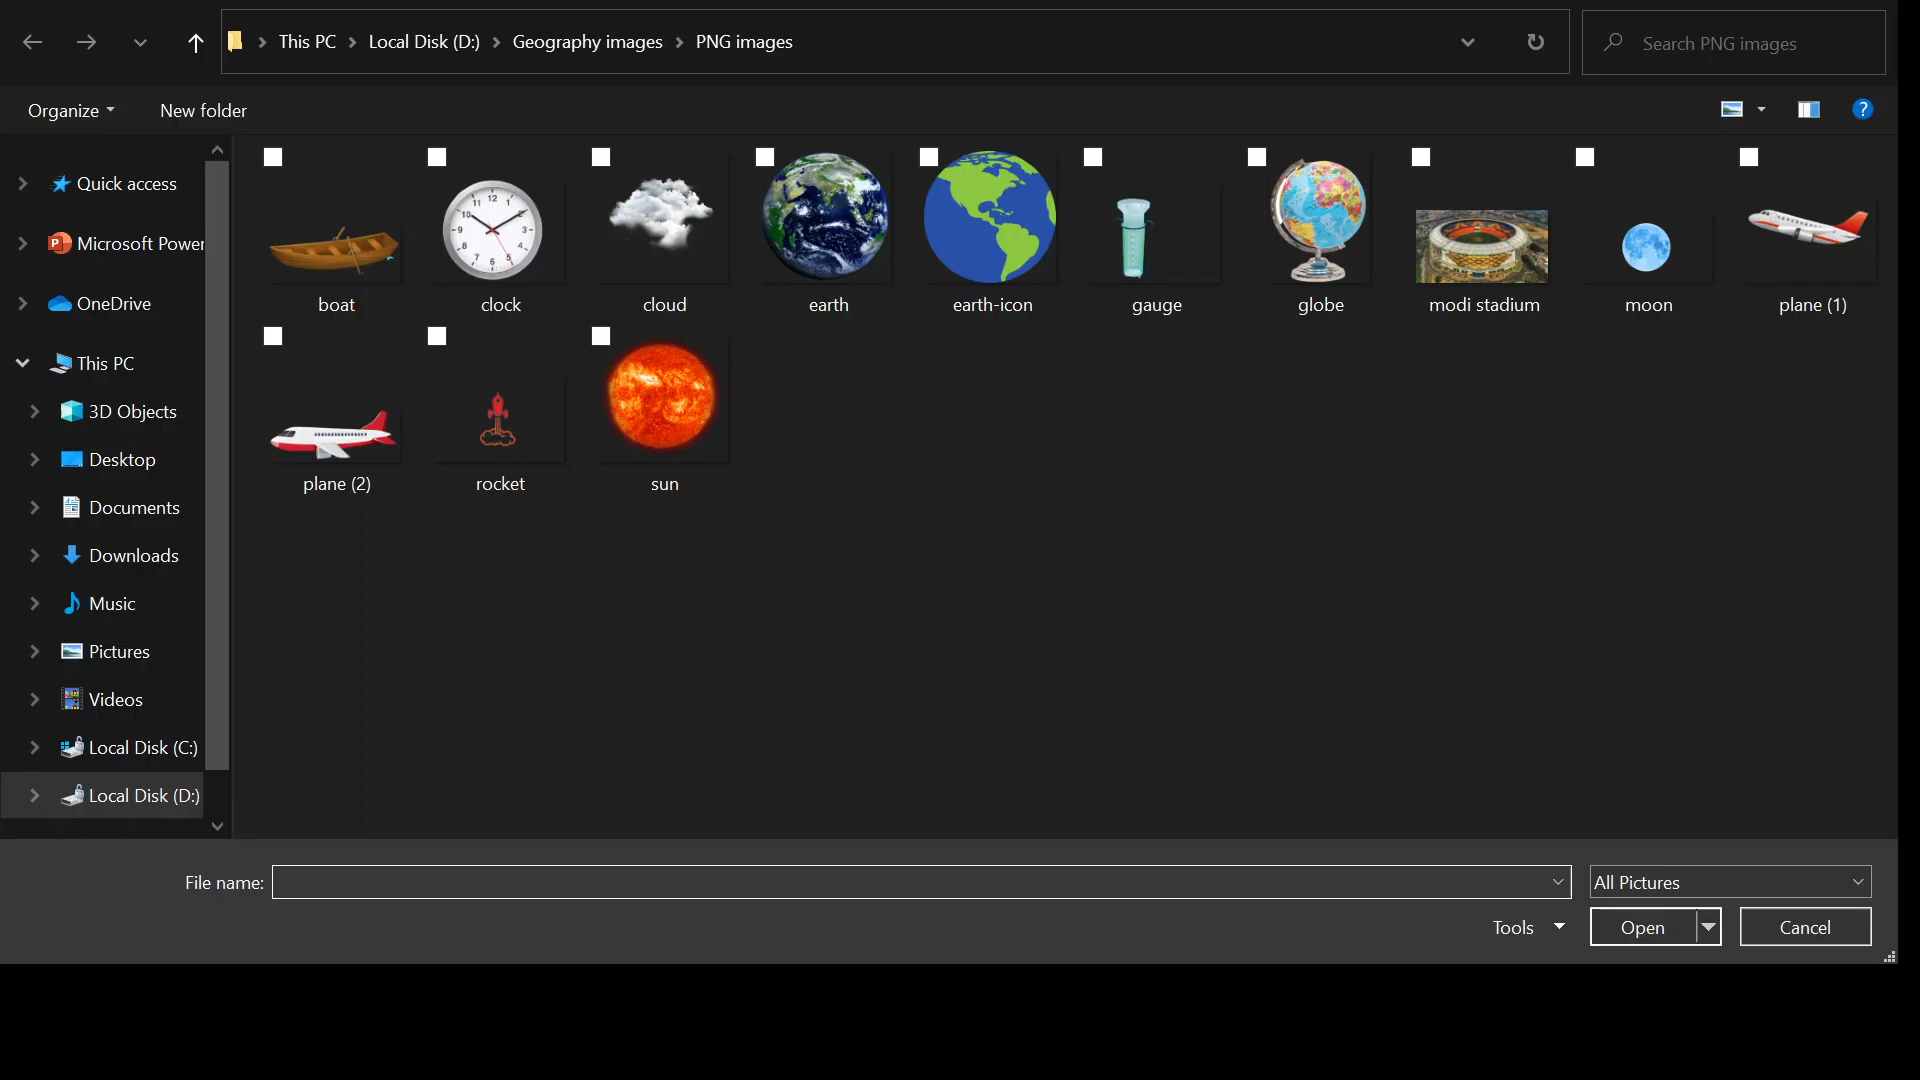 This PC Local Disk (D:) Geography images PNG images
Search PNG images
Organize New folder
Quick access
Microsoft Power
OneDrive
This PC
3D Objects
Desktop
Documents
Downloads
Music
Pictures
Videos
Local Disk (C:)
Local Disk (D:)
boat clock cloud earth earth-icon gauge globe modi stadium moon plane (1)
plane (2) rocket sun
File name: All Pictures
Tools Open Cancel